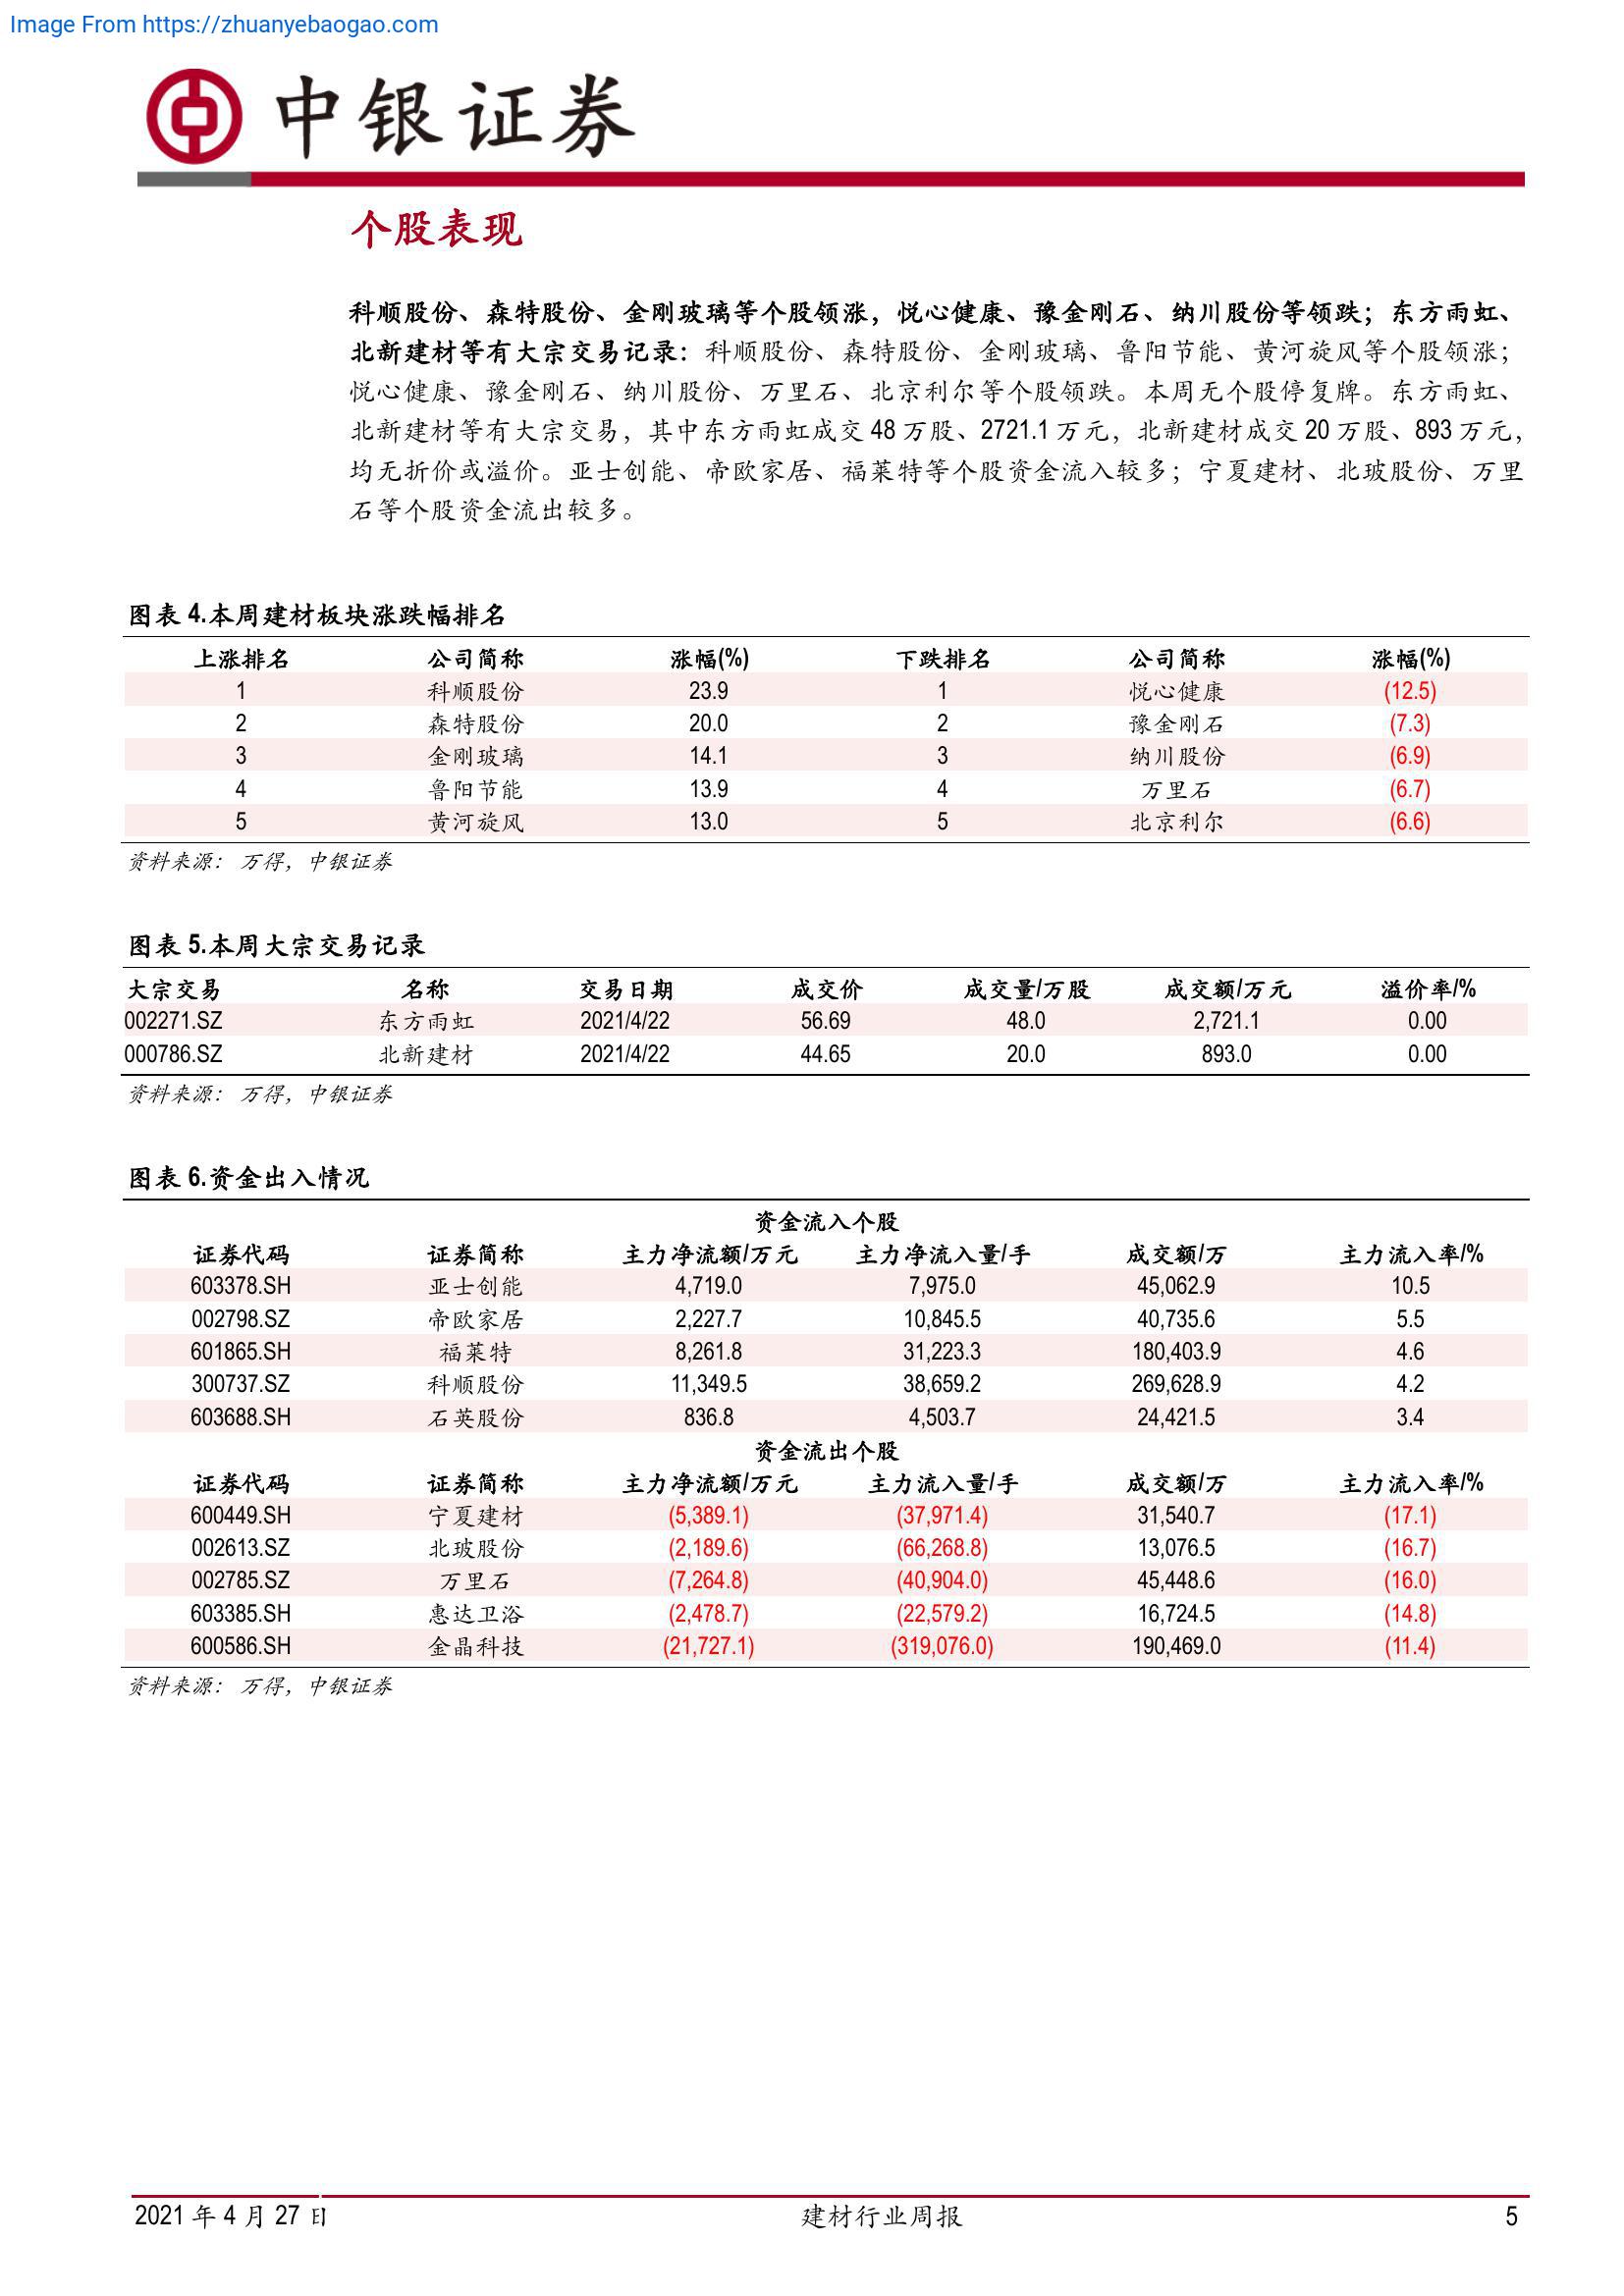 Image From https://zhuanyebaogao.com
中银证券
个股表现
科顺股份、森特股份、金刚玻璃等个股领涨，悦心健康、豫金刚石、纳川股份等领跌；东方雨虹、
北新建材等有大宗交易记录：科顺股份、森特股份、金刚玻璃、鲁阳节能、黄河旋风等个股领涨；
悦心健康、豫金刚石、纳川股份、万里石、北京利尔等个股领跌。本周无个股停复牌。东方雨虹、
北新建材等有大宗交易，其中东方雨虹成交 48 万股、2721.1 万元，北新建材成交 20 万股、893 万元，
均无折价或溢价。亚士创能、帝欧家居、福莱特等个股资金流入较多；宁夏建材、北玻股份、万里
石等个股资金流出较多。
图表 4.本周建材板块涨跌幅排名
上涨排名 公司简称 涨幅(%) 下跌排名 公司简称 涨幅(%)
1 科顺股份 23.9 1 悦心健康 (12.5)
2 森特股份 20.0 2 豫金刚石 (7.3)
3 金刚玻璃 14.1 3 纳川股份 (6.9)
4 鲁阳节能 13.9 4 万里石 (6.7)
5 黄河旋风 13.0 5 北京利尔 (6.6)
资料来源：万得，中银证券
图表 5.本周大宗交易记录
大宗交易 名称 交易日期 成交价 成交量/万股 成交额/万元 溢价率/%
002271.SZ 东方雨虹 2021/4/22 56.69 48.0 2,721.1 0.00
000786.SZ 北新建材 2021/4/22 44.65 20.0 893.0 0.00
资料来源：万得，中银证券
图表 6.资金出入情况
资金流入个股
证券代码 证券简称 主力净流额/万元 主力净流入量/手 成交额/万 主力流入率/%
603378.SH 亚士创能 4,719.0 7,975.0 45,062.9 10.5
002798.SZ 帝欧家居 2,227.7 10,845.5 40,735.6 5.5
601865.SH 福莱特 8,261.8 31,223.3 180,403.9 4.6
300737.SZ 科顺股份 11,349.5 38,659.2 269,628.9 4.2
603688.SH 石英股份 836.8 4,503.7 24,421.5 3.4
资金流出个股
证券代码 证券简称 主力净流额/万元 主力流入量/手 成交额/万 主力流入率/%
600449.SH 宁夏建材 (5,389.1) (37,971.4) 31,540.7 (17.1)
002613.SZ 北玻股份 (2,189.6) (66,268.8) 13,076.5 (16.7)
002785.SZ 万里石 (7,264.8) (40,904.0) 45,448.6 (16.0)
603385.SH 惠达卫浴 (2,478.7) (22,579.2) 16,724.5 (14.8)
600586.SH 金晶科技 (21,727.1) (319,076.0) 190,469.0 (11.4)
资料来源：万得，中银证券
2021 年 4 月 27 日 建材行业周报 5